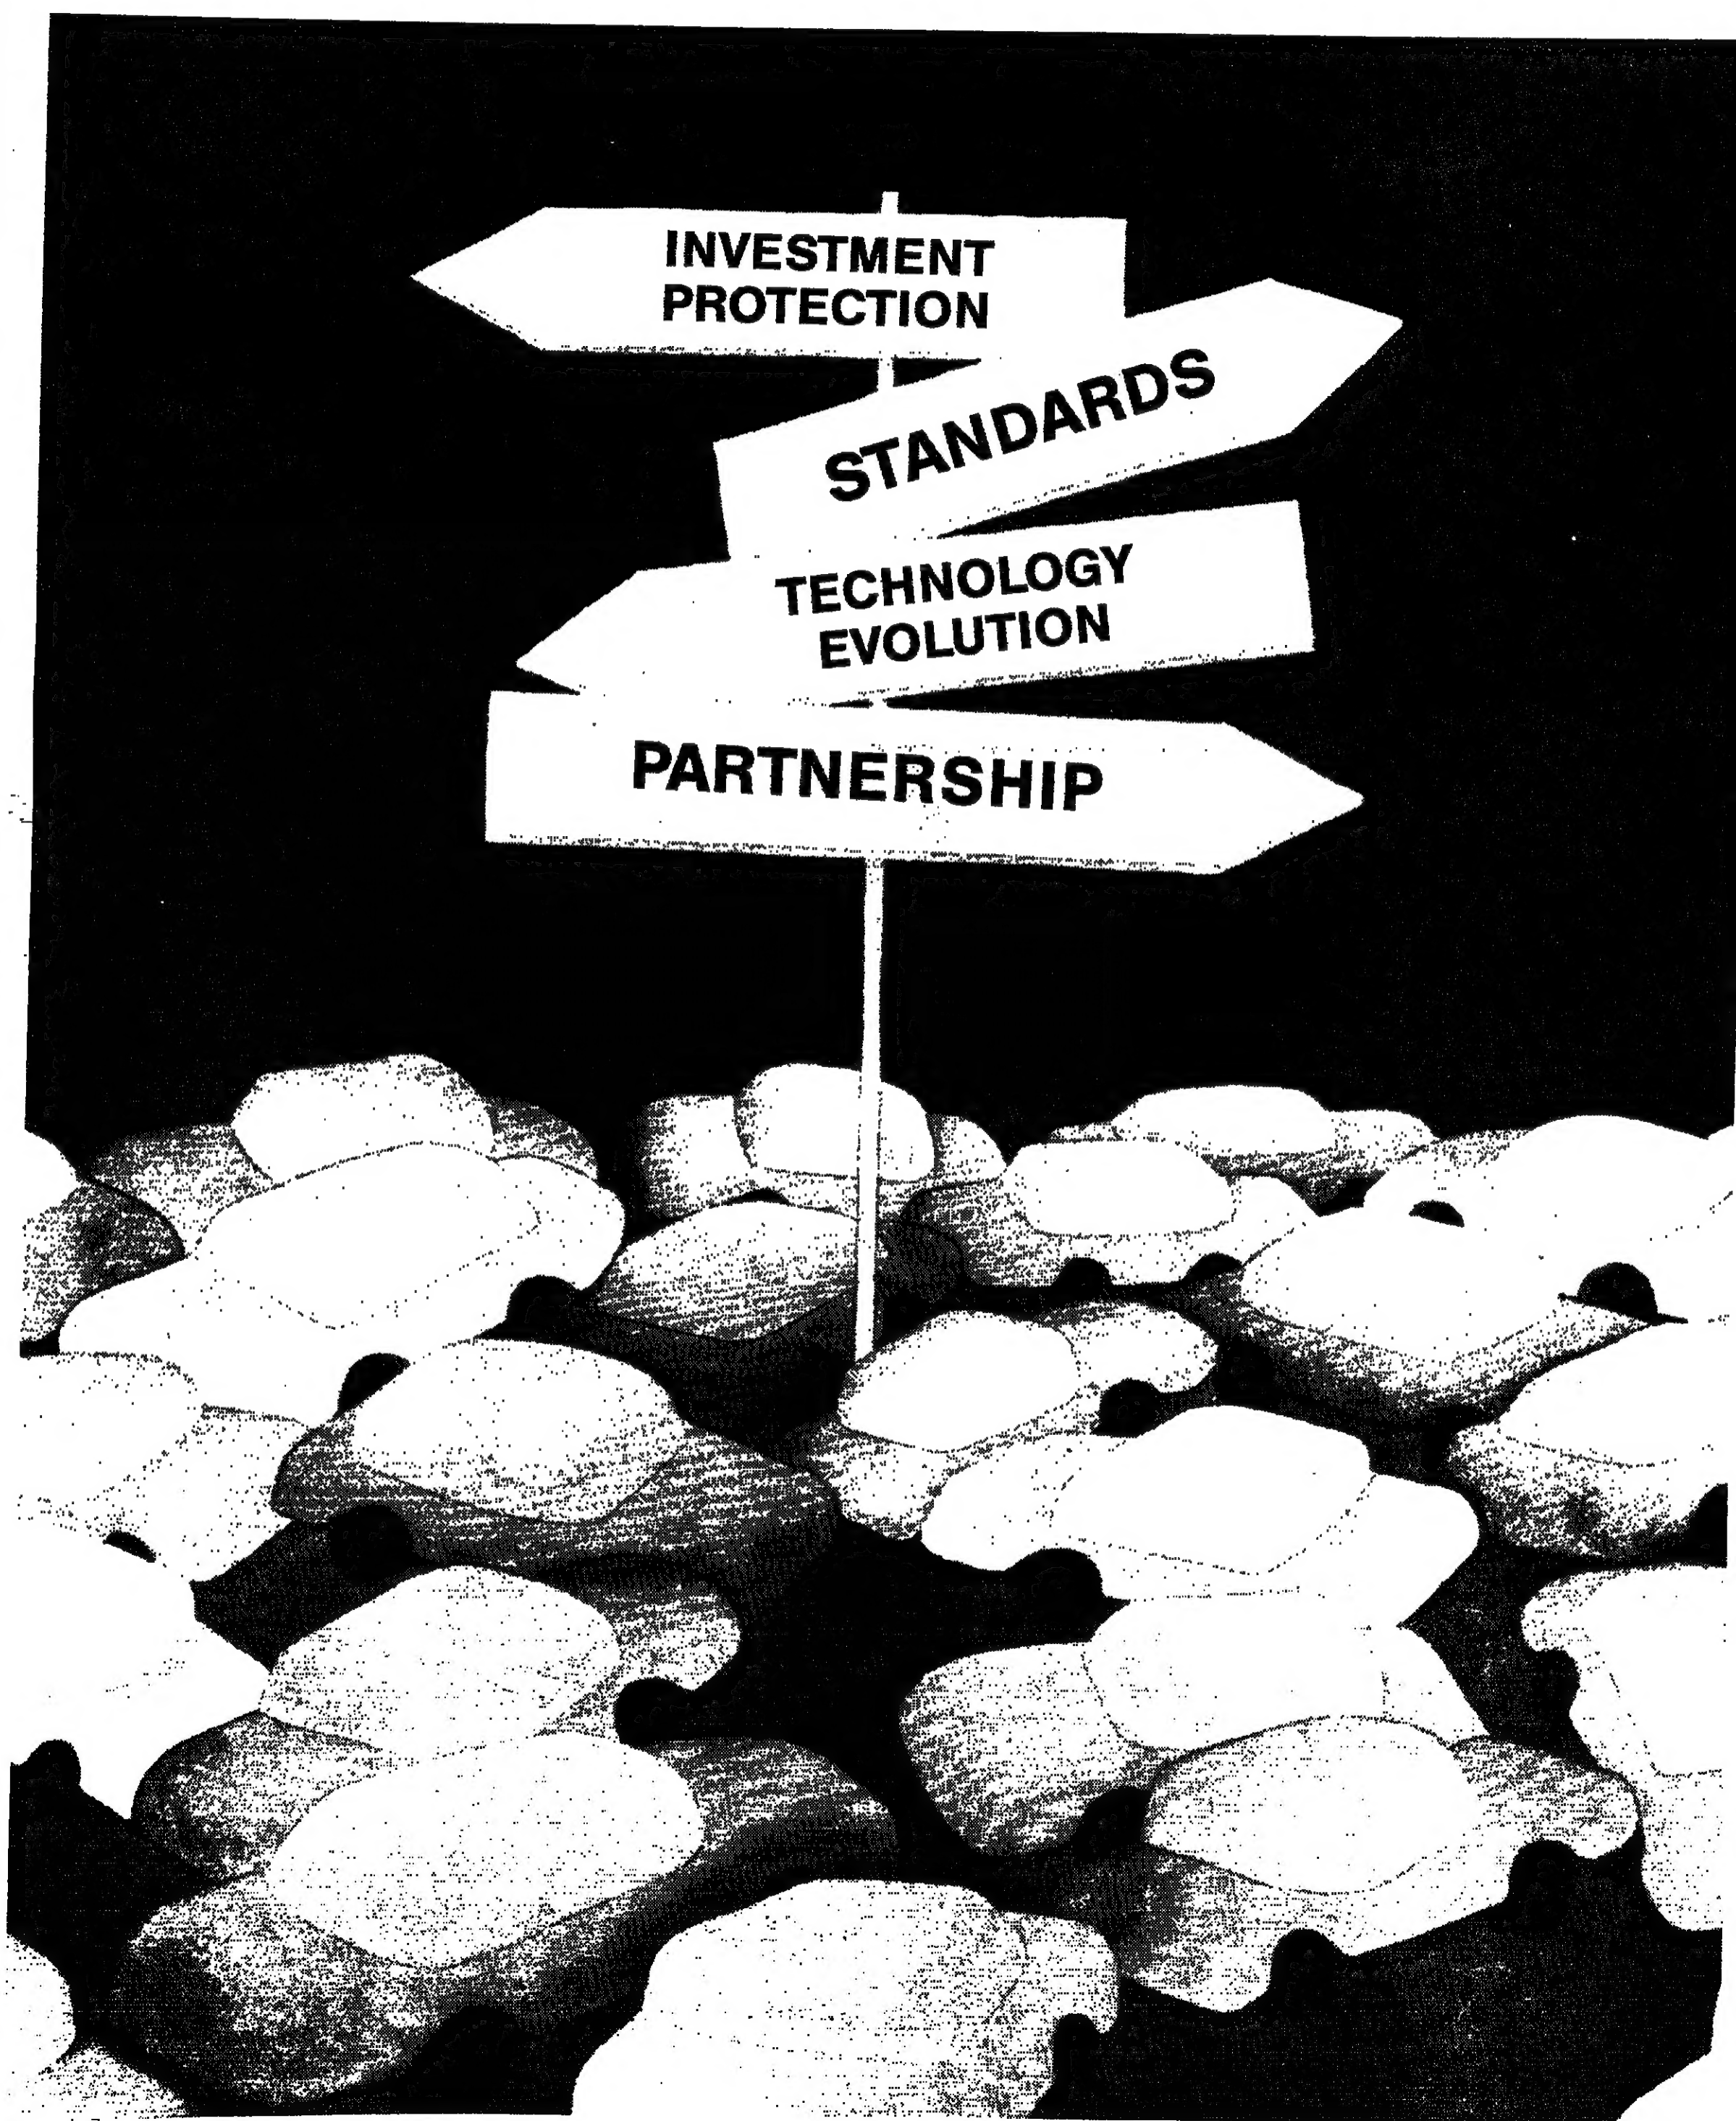 INVESTMENT
PROTECTION
STANDARDS
TECHNOLOGY
EVOLUTION
PARTNERSHIP